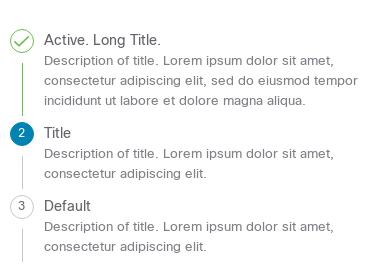 Active. Long Title.
Description of title. Lorem ipsum dolor sit amet,
consectetur adipiscing elit, sed do eiusmod tempor
incididunt ut labore et dolore magna aliqua.
2 Title
Description of title. Lorem ipsum dolor sit amet,
consectetur adipiscing elit.
3 Default
Description of title. Lorem ipsum dolor sit amet,
consectetur adipiscing elit.